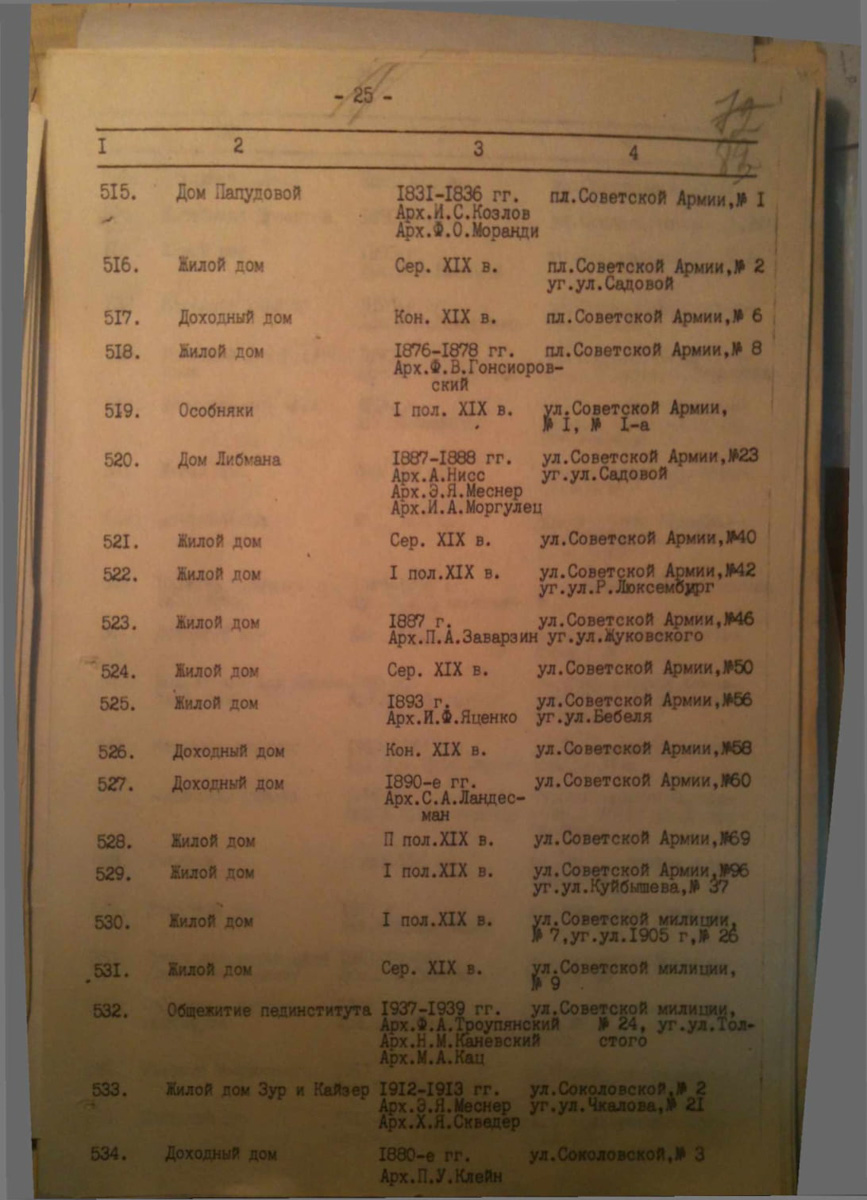 - 25 -
72
I 2 3 4
515. Дом Папудовой 1831-1836 гг. пл.Советской Армии,№ I
Арх.И.С.Козлов
Арх.Ф.О.Моранди
516. Жилой дом Сер. XIX в. пл.Советской Армии,№ 2
уг.ул.Садовой
517. Доходный дом Кон. XIX в. пл.Советской Армии,№ 6
518. Жилой дом 1876-1878 гг. пл.Советской Армии,№ 8
Арх.Ф.В.Гонсиоров-
ский
519. Особняки I пол. XIX в. ул.Советской Армии,
№ I, № I-а
520. Дом Либмана 1887-1888 гг. ул.Советской Армии,№23
Арх.А.Нисс уг.ул.Садовой
Арх.Э.Я.Меснер
Арх.И.А.Моргулец
521. Жилой дом Сер. XIX в. ул.Советской Армии,№40
522. Жилой дом I пол.XIX в. ул.Советской Армии,№42
уг.ул.Р.Люксембург
523. Жилой дом 1887 г. ул.Советской Армии,№46
Арх.П.А.Заварзин уг.ул.Жуковского
524. Жилой дом Сер. XIX в. ул.Советской Армии,№50
525. Жилой дом 1893 г. ул.Советской Армии,№56
Арх.И.Ф.Яценко уг.ул.Бебеля
526. Доходный дом Кон. XIX в. ул.Советской Армии,№58
527. Доходный дом 1890-е гг. ул.Советской Армии,№60
Арх.С.А.Ландес-
ман
528. Жилой дом П пол.XIX в. ул.Советской Армии,№69
529. Жилой дом I пол.XIX в. ул.Советской Армии,№96
уг.ул.Куйбышева,№ 37
530. Жилой дом I пол.XIX в. ул.Советской милиции,
№ 7,уг.ул.1905 г,№ 26
531. Жилой дом Сер. XIX в. ул.Советской милиции,
№ 9
532. Общежитие пединститута 1937-1939 гг. ул.Советской милиции,
Арх.Ф.А.Троупянский № 24, уг.ул.Тол-
Арх.Н.М.Каневский стого
Арх.М.А.Кац
533. Жилой дом Зур и Кайзер 1912-1913 гг. ул.Соколовской,№ 2
Арх.Э.Я.Меснер уг.ул.Чкалова,№ 21
Арх.Х.Я.Скведер
534. Доходный дом 1880-е гг. ул.Соколовской,№ 3
Арх.П.У.Клейн